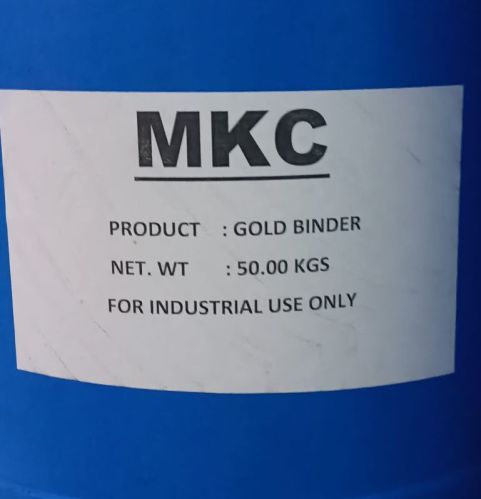 MKC
PRODUCT : GOLD BINDER
NET. WT : 50.00 KGS
FOR INDUSTRIAL USE ONLY